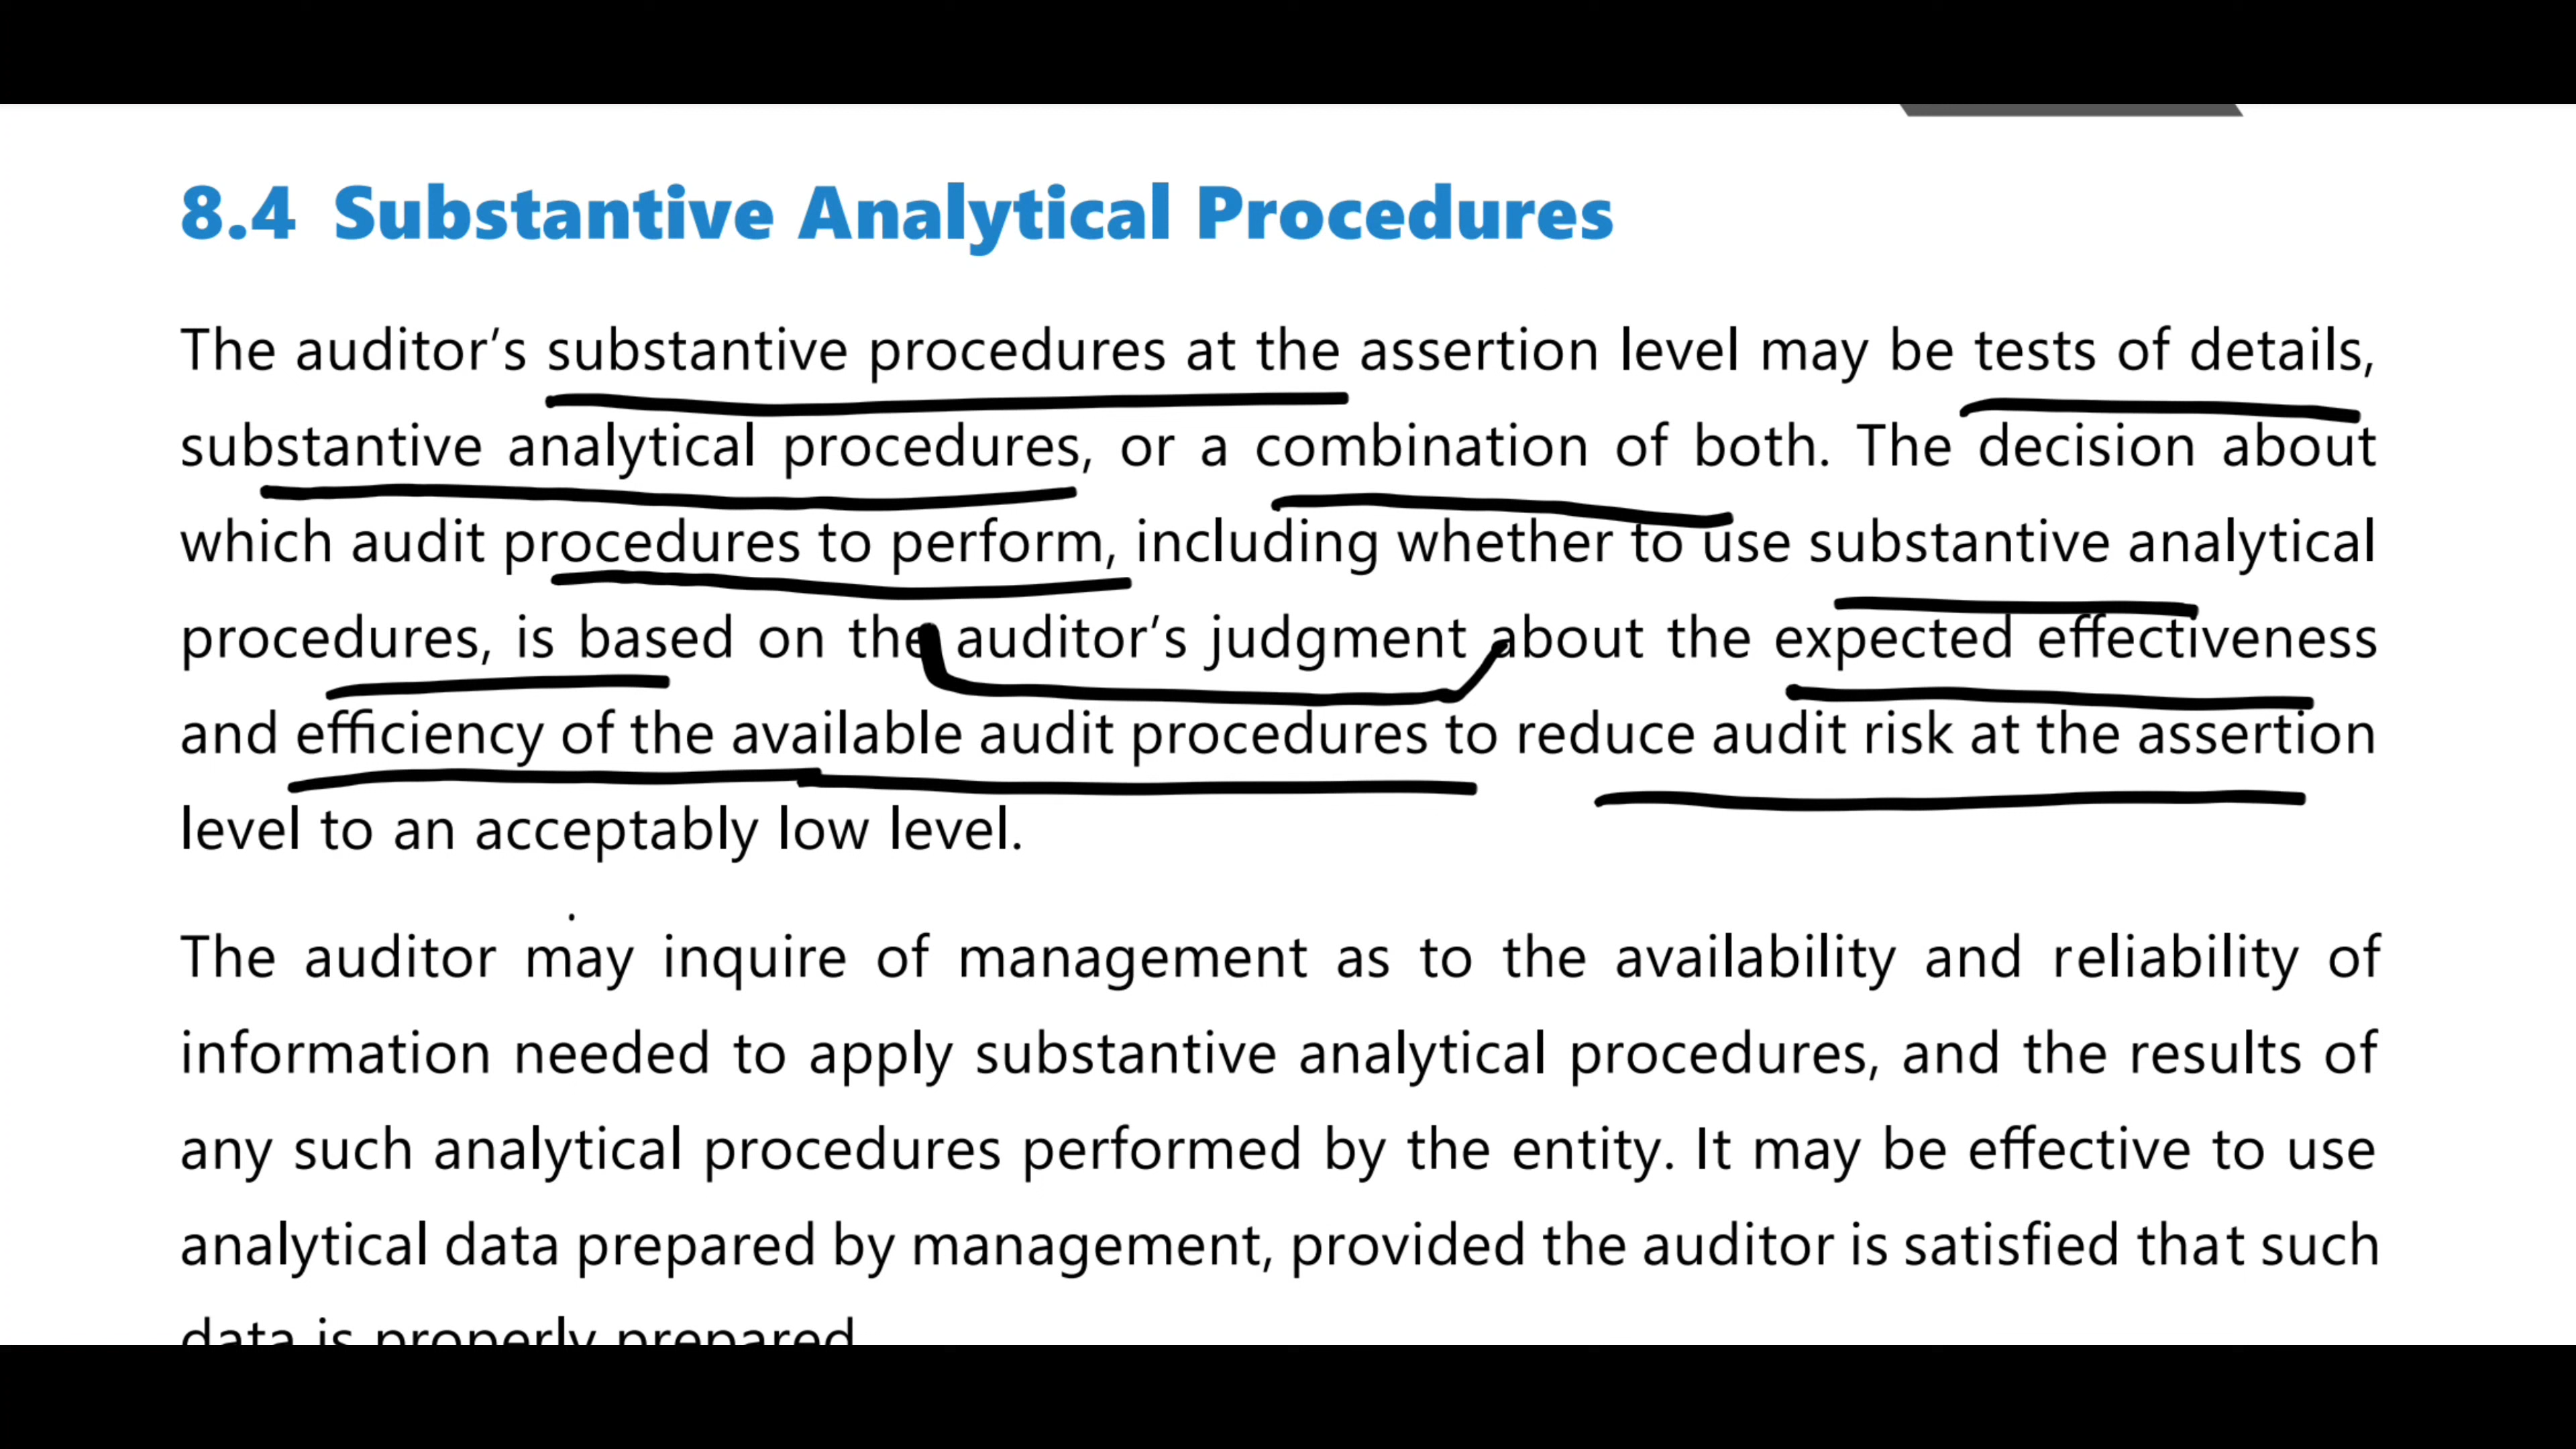 8.4 Substantive Analytical Procedures
The auditor’s substantive procedures at the assertion level may be tests of details,
substantive analytical procedures, or a combination of both. The decision about
which audit procedures to perform, including whether to use substantive analytical
procedures, is based on the auditor’s judgment about the expected effectiveness
and efficiency of the available audit procedures to reduce audit risk at the assertion
level to an acceptably low level.
The auditor may inquire of management as to the availability and reliability of
information needed to apply substantive analytical procedures, and the results of
any such analytical procedures performed by the entity. It may be effective to use
analytical data prepared by management, provided the auditor is satisfied that such
data is properly prepared